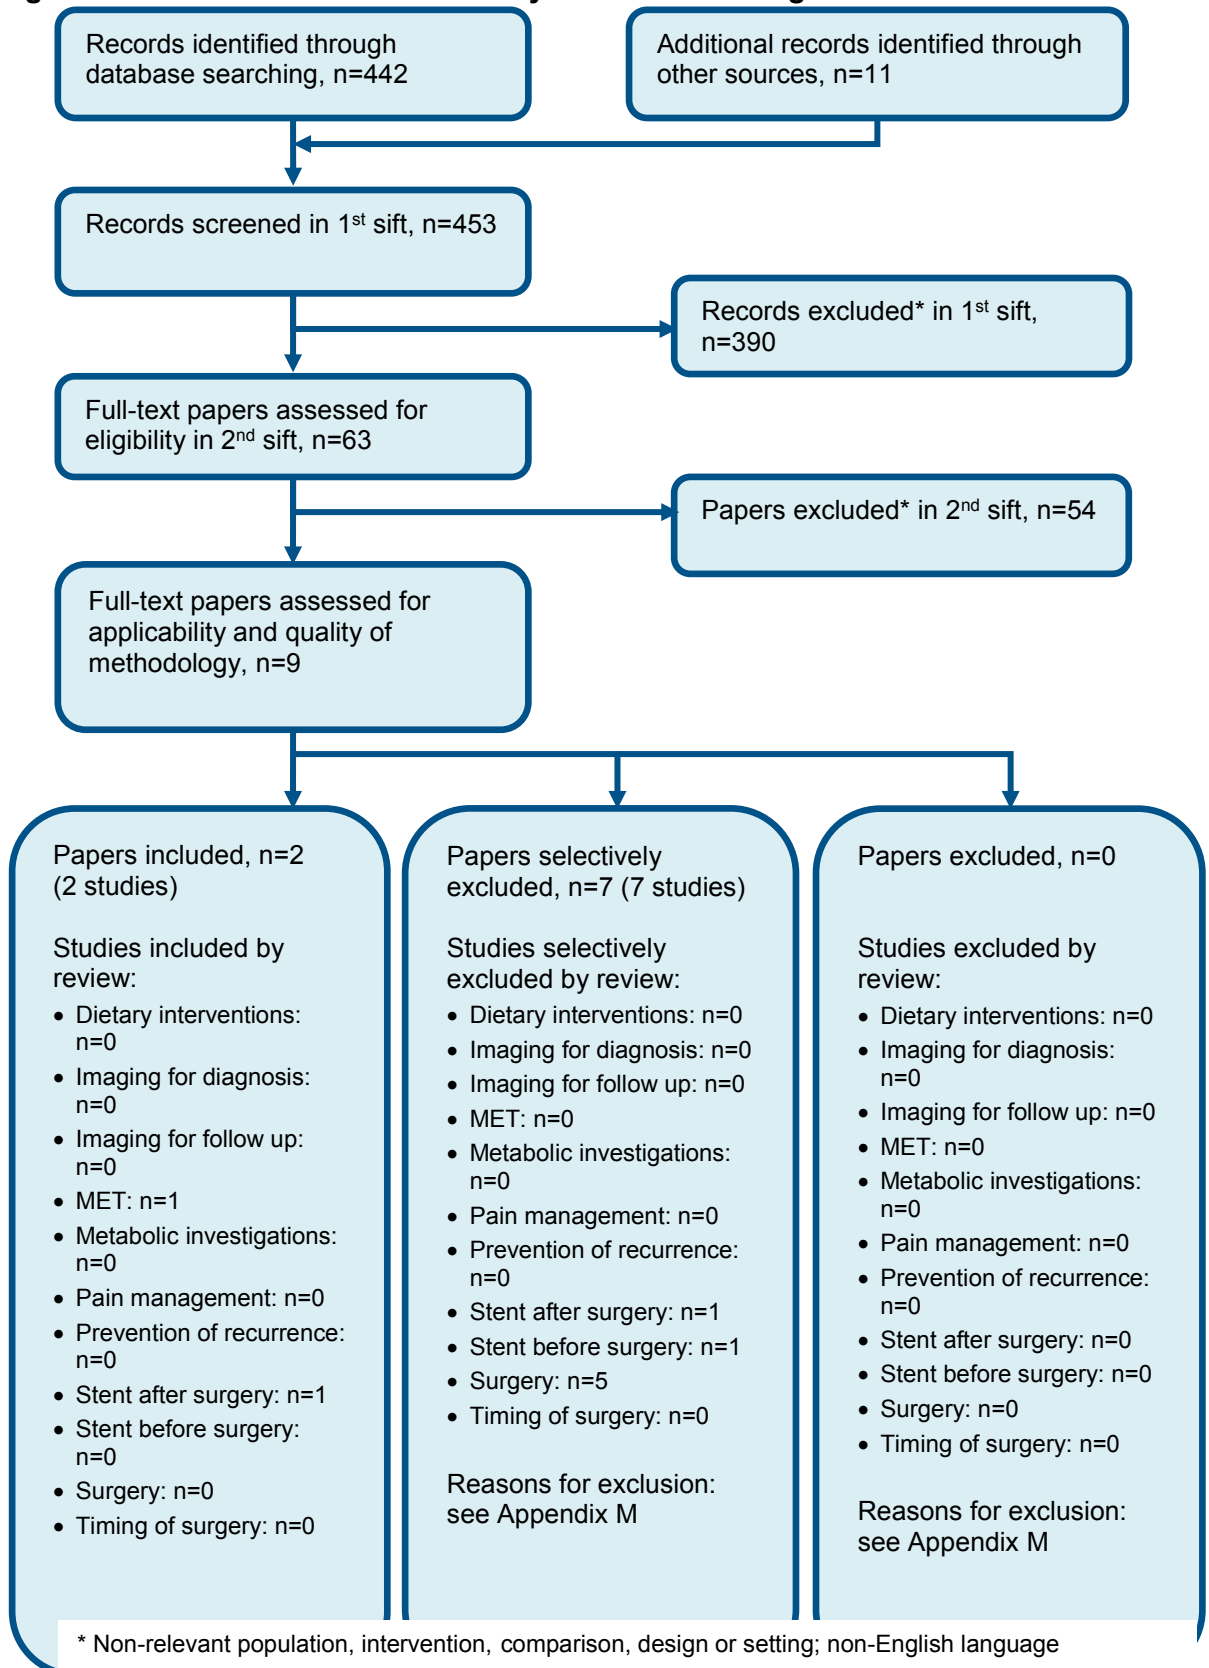 Records identified through
database searching, n=442
Additional records identified through
other sources, n=11
Records screened in 1st sift, n=453
Records excluded* in 1st sift,
n=390
Full-text papers assessed for
eligibility in 2nd sift, n=63
Papers excluded* in 2nd sift, n=54
Full-text papers assessed for
applicability and quality of
methodology, n=9
Papers included, n=2
(2 studies)
Studies included by
review:
• Dietary interventions:
n=0
• Imaging for diagnosis:
n=0
• Imaging for follow up:
n=0
• MET: n=1
• Metabolic investigations:
n=0
• Pain management: n=0
• Prevention of recurrence:
n=0
• Stent after surgery: n=1
• Stent before surgery:
n=0
• Surgery: n=0
• Timing of surgery: n=0
Papers selectively
excluded, n=7 (7 studies)
Studies selectively
excluded by review:
• Dietary interventions: n=0
• Imaging for diagnosis: n=0
• Imaging for follow up: n=0
• MET: n=0
• Metabolic investigations:
n=0
• Pain management: n=0
• Prevention of recurrence:
n=0
• Stent after surgery: n=1
• Stent before surgery: n=1
• Surgery: n=5
• Timing of surgery: n=0
Reasons for exclusion:
see Appendix M
Papers excluded, n=0
Studies excluded by
review:
• Dietary interventions: n=0
• Imaging for diagnosis:
n=0
• Imaging for follow up: n=0
• MET: n=0
• Metabolic investigations:
n=0
• Pain management: n=0
• Prevention of recurrence:
n=0
• Stent after surgery: n=0
• Stent before surgery: n=0
• Surgery: n=0
• Timing of surgery: n=0
Reasons for exclusion:
see Appendix M
* Non-relevant population, intervention, comparison, design or setting; non-English language